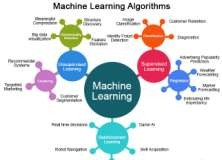 Machine Learning Algorithms
Meaningful
Compression
Structure
Discovery
Image
Classification
Customer Retention
Big data
Visualization
Dimensionality
Reduction
Feature
Elicitation
Identity Fraud
Detection
Classification
Diagnostics
Recommender
Systems
Unsupervised
Learning
Supervised
Learning
Advertising Popularity
Prediction
Weather
Forecasting
Clustering
Targeted
Marketing
Machine
Learning
Regression
Market
Forecasting
Customer
Segmentation
Estimating life
expectancy
Real-time decisions
Game AI
Reinforcement
Learning
Robot Navigation
Skill Acquisition